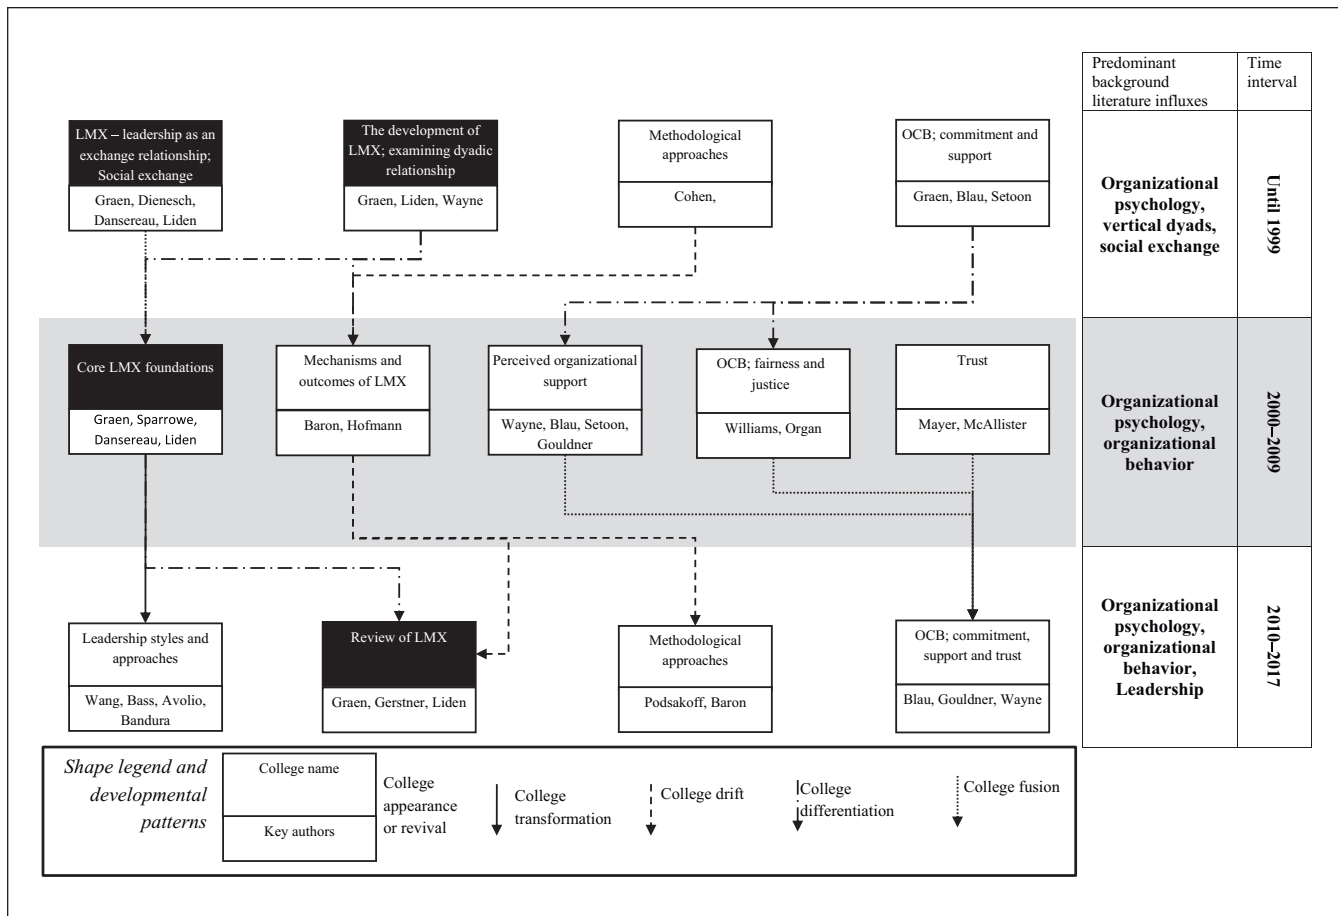 Predominant
background
literature influxes
Time
interval
LMX – leadership as an
exchange relationship;
Social exchange
Graen, Dienesch,
Dansereau, Liden
The development of
LMX; examining dyadic
relationship
Graen, Liden, Wayne
Methodological
approaches
Cohen,
OCB; commitment and
support
Graen, Blau, Setoon
Organizational
psychology,
vertical dyads,
social exchange
Until 1999
Core LMX foundations
Graen, Sparrowe,
Dansereau, Liden
Mechanisms and
outcomes of LMX
Baron, Hofmann
Perceived organizational
support
Wayne, Blau, Setoon,
Gouldner
OCB; fairness and
justice
Williams, Organ
Trust
Mayer, McAllister
Organizational
psychology,
organizational
behavior
2000–2009
Leadership styles and
approaches
Wang, Bass, Avolio,
Bandura
Review of LMX
Graen, Gerstner, Liden
Methodological
approaches
Podsakoff, Baron
OCB; commitment,
support and trust
Blau, Gouldner, Wayne
Organizational
psychology,
organizational
behavior,
Leadership
2010–2017
Shape legend and
developmental
patterns
College name
Key authors
College
appearance
or revival
College
transformation
College drift
College
differentiation
College fusion